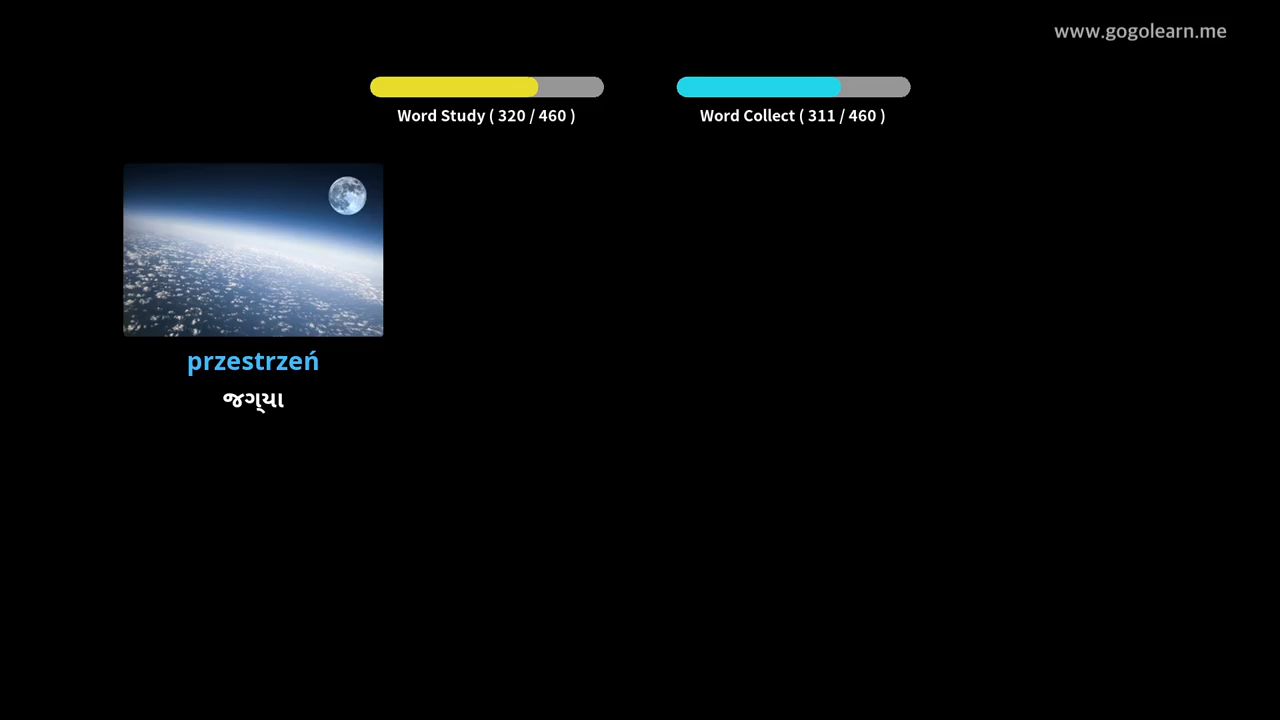 www.gogolearn.me
Word Study ( 320 / 460 )
Word Collect ( 311 / 460 )
przestrzeń
જગ્યા